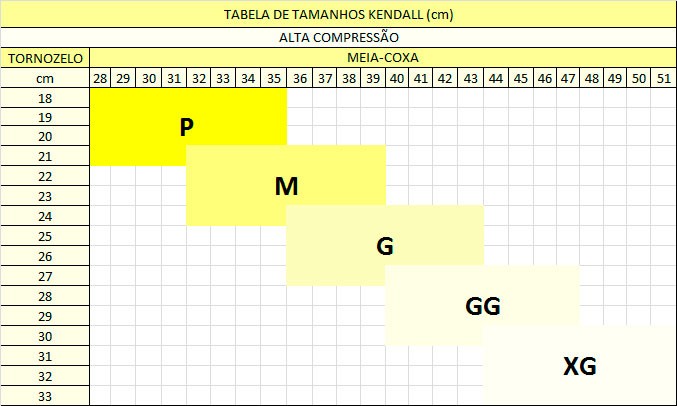 TABELA DE TAMANHOS KENDALL (cm)
ALTA COMPRESSÃO
TORNOZELO MEIA-COXA
cm 28 29 30 31 32 33 34 35 36 37 38 39 40 41 42 43 44 45 46 47 48 49 50 51
18
19
20 P
21
22
23 M
24
25
26 G
27
28
29 GG
30
31
32 XG
33